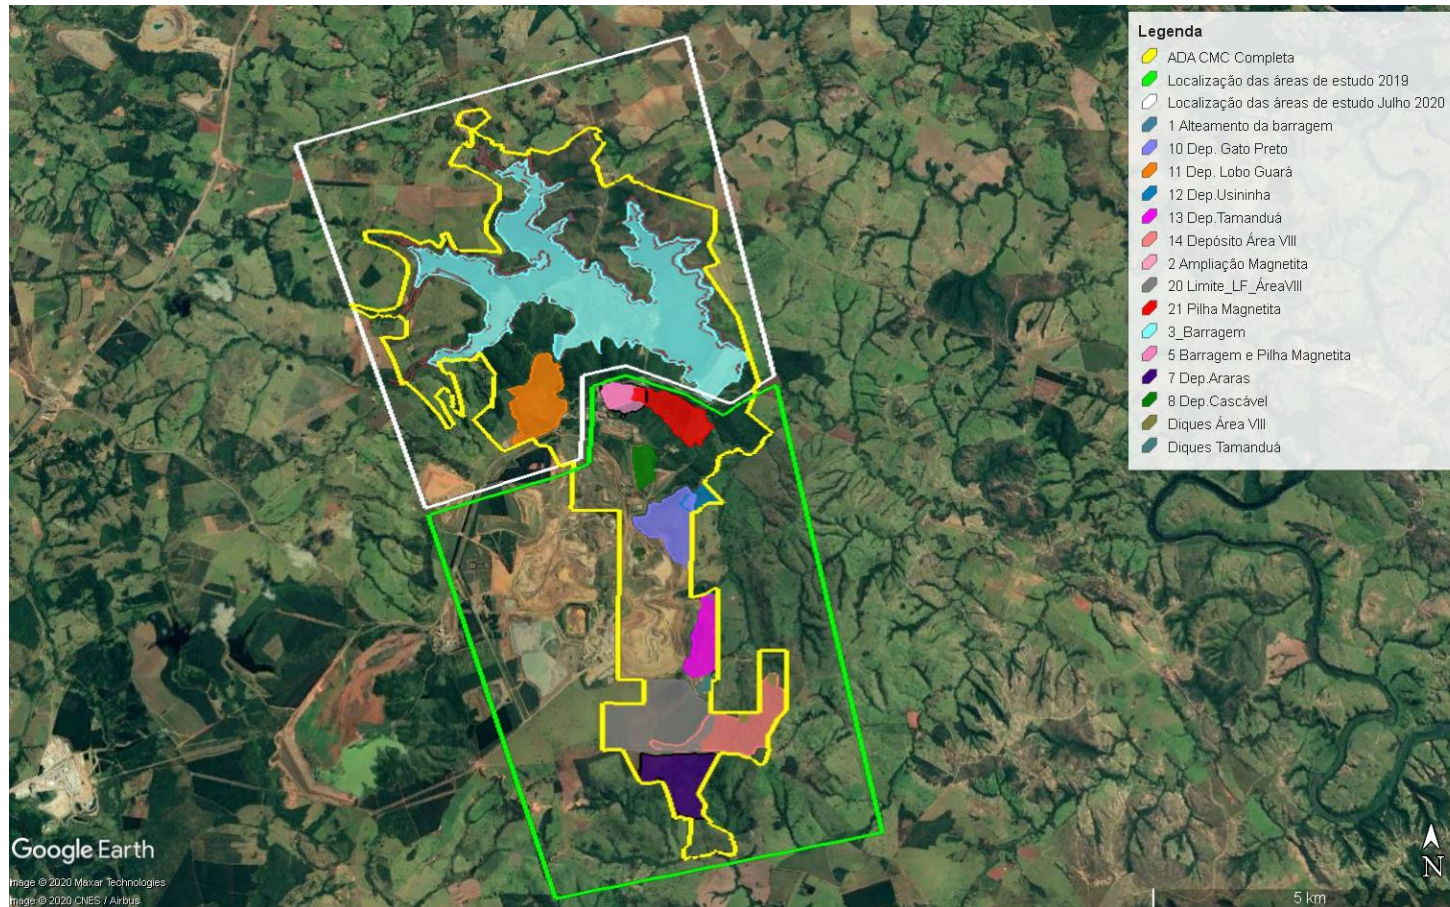 Legenda
ADA CMC Completa
Localização das áreas de estudo 2019
Localização das áreas de estudo Julho 2020
1 Alteamento da barragem
10 Dep. Gato Preto
11 Dep. Lobo Guará
12 Dep.Usininha
13 Dep.Tamanduá
14 Depósito Área VIII
2 Ampliação Magnetita
20 Limite_LF_ÁreaVIII
21 Pilha Magnetita
3_Barragem
5 Barragem e Pilha Magnetita
7 Dep.Araras
8 Dep.Cascável
Diques Área VIII
Diques Tamanduá
Google Earth
Image © 2020 Maxar Technologies
Image © 2020 CNES / Airbus
N
5 km